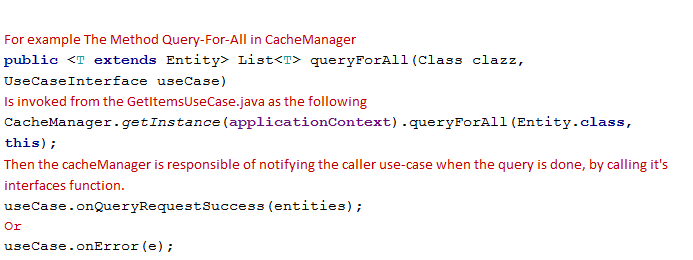 For example The Method Query-For-All in CacheManager
public <T extends Entity> List<T> queryForAll(Class clazz,
UseCaseInterface useCase)
Is invoked from the GetItemsUseCase.java as the following
CacheManager.getInstance(applicationContext).queryForAll(Entity.class,
this);
Then the cacheManager is responsible of notifying the caller use-case when the query is done, by calling it's
interfaces function.
useCase.onQueryRequestSuccess(entities);
Or
useCase.onError(e);